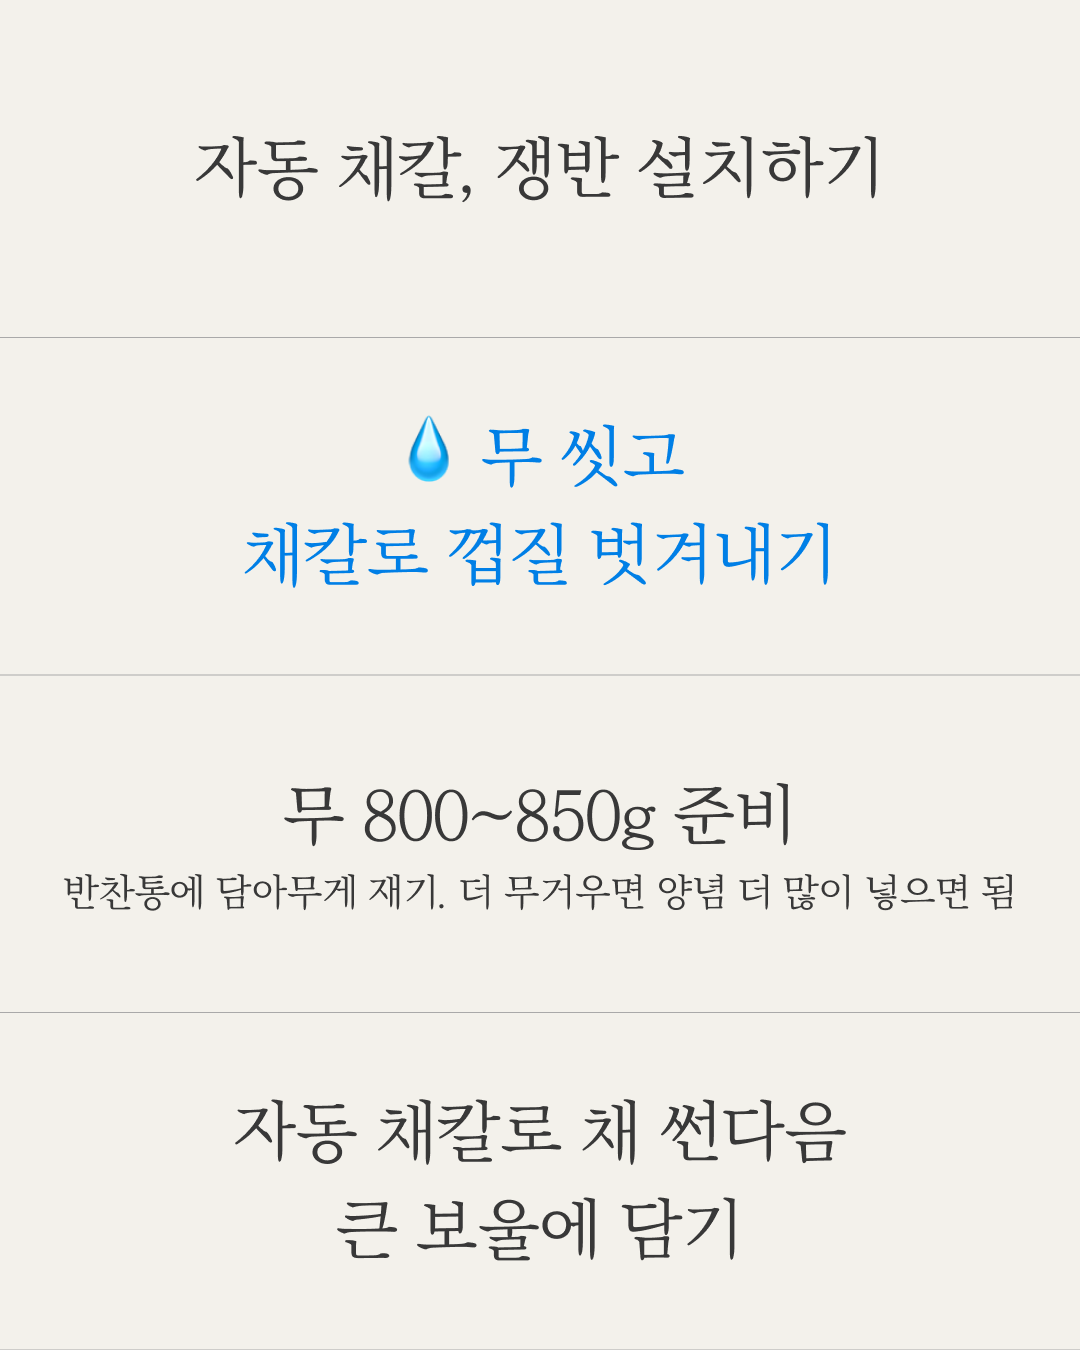 자동 채칼, 쟁반 설치하기
💧 무 씻고
채칼로 껍질 벗겨내기
무 800~850g 준비
반찬통에 담아무게 재기. 더 무거우면 양념 더 많이 넣으면 됨
자동 채칼로 채 썬다음
큰 보울에 담기